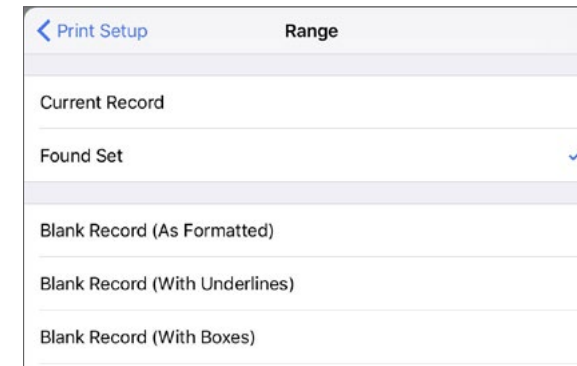 Print Setup Range
Current Record
Found Set
Blank Record (As Formatted)
Blank Record (With Underlines)
Blank Record (With Boxes)